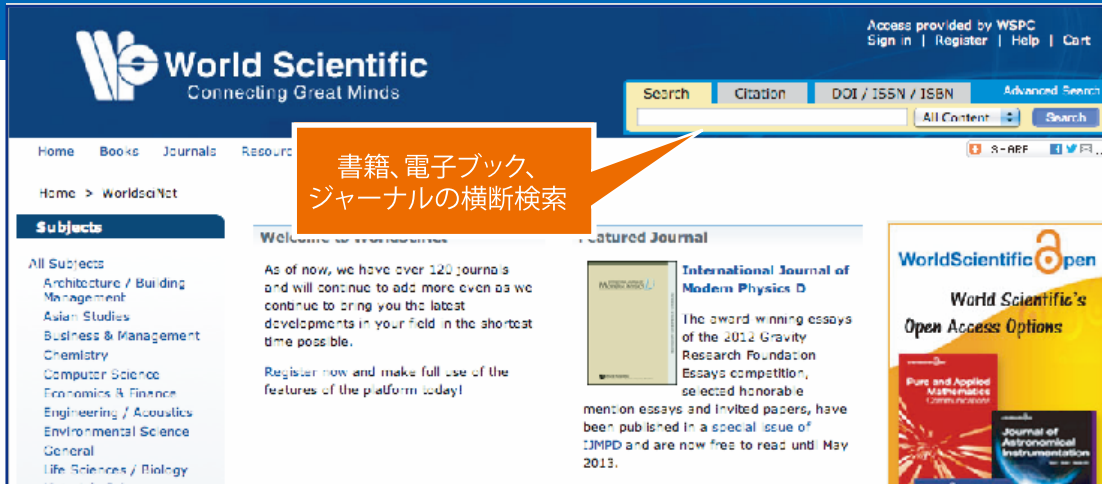 Access provided by WSPC
Sign in | Register | Help | Cart
World Scientific
Connecting Great Minds
Search Citation DOI / ISSN / ISBN Advanced Search
All Content Search
Home Books Journals Resourc
書籍、電子ブック、
ジャーナルの横断検索
Home > WorldSciNet
Subjects
All Subjects
Architecture / Building
Management
Asian Studies
Business & Management
Chemistry
Computer Science
Economics & Finance
Engineering / Acoustics
Environmental Science
General
Life Sciences / Biology
Welcome to WorldSciNet
As of now, we have over 120 journals
and will continue to add more even as we
continue to bring you the latest
developments in your field in the shortest
time possible.
Register now and make full use of the
features of the platform today!
Featured Journal
International Journal of
Modern Physics D
The award winning essays
of the 2012 Gravity
Research Foundation
Essays competition,
selected honorable
mention essays and invited papers, have
been published in a special issue of
IJMPD and are now free to read until May
2013.
WorldScientific Open
World Scientific's
Open Access Options
Pure and Applied
Mathematics
Communications
Journal of
Astronomical
Instrumentation